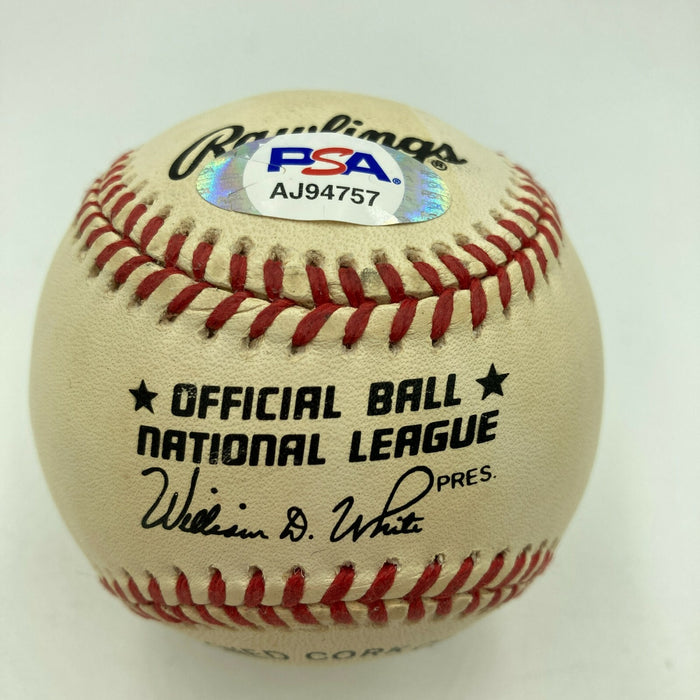 Rawlings®
PSA®
AJ94757
★ OFFICIAL BALL ★
NATIONAL LEAGUE
William D. White PRES.